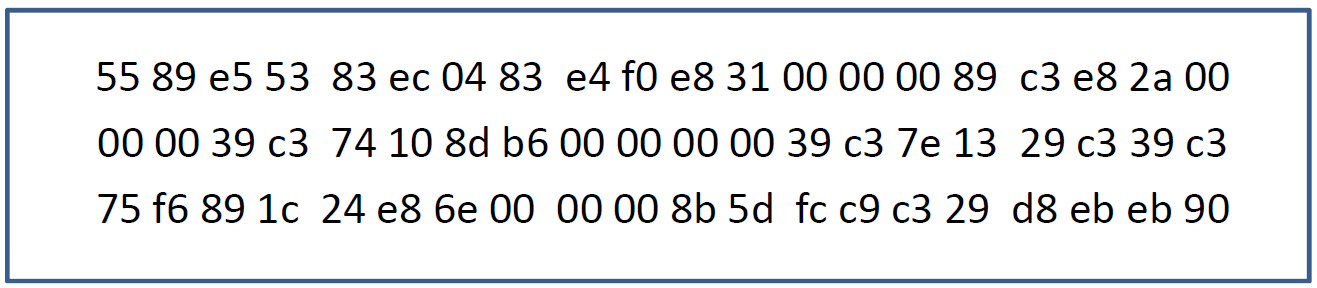 55 89 e5 53 83 ec 04 83 e4 f0 e8 31 00 00 00 89 c3 e8 2a 00
00 00 39 c3 74 10 8d b6 00 00 00 00 39 c3 7e 13 29 c3 39 c3
75 f6 89 1c 24 e8 6e 00 00 00 8b 5d fc c9 c3 29 d8 eb eb 90